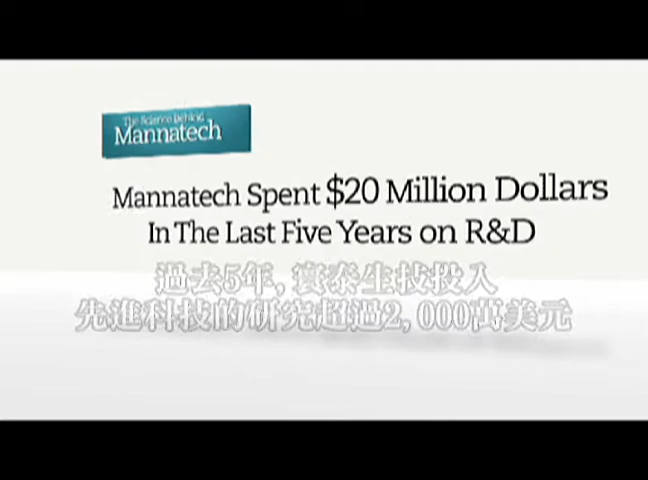 The Science Behind
Mannatech
Mannatech Spent $20 Million Dollars
In The Last Five Years on R&D
過去5年, 寰泰生技投入
先進科技的研究超過2, 000萬美元